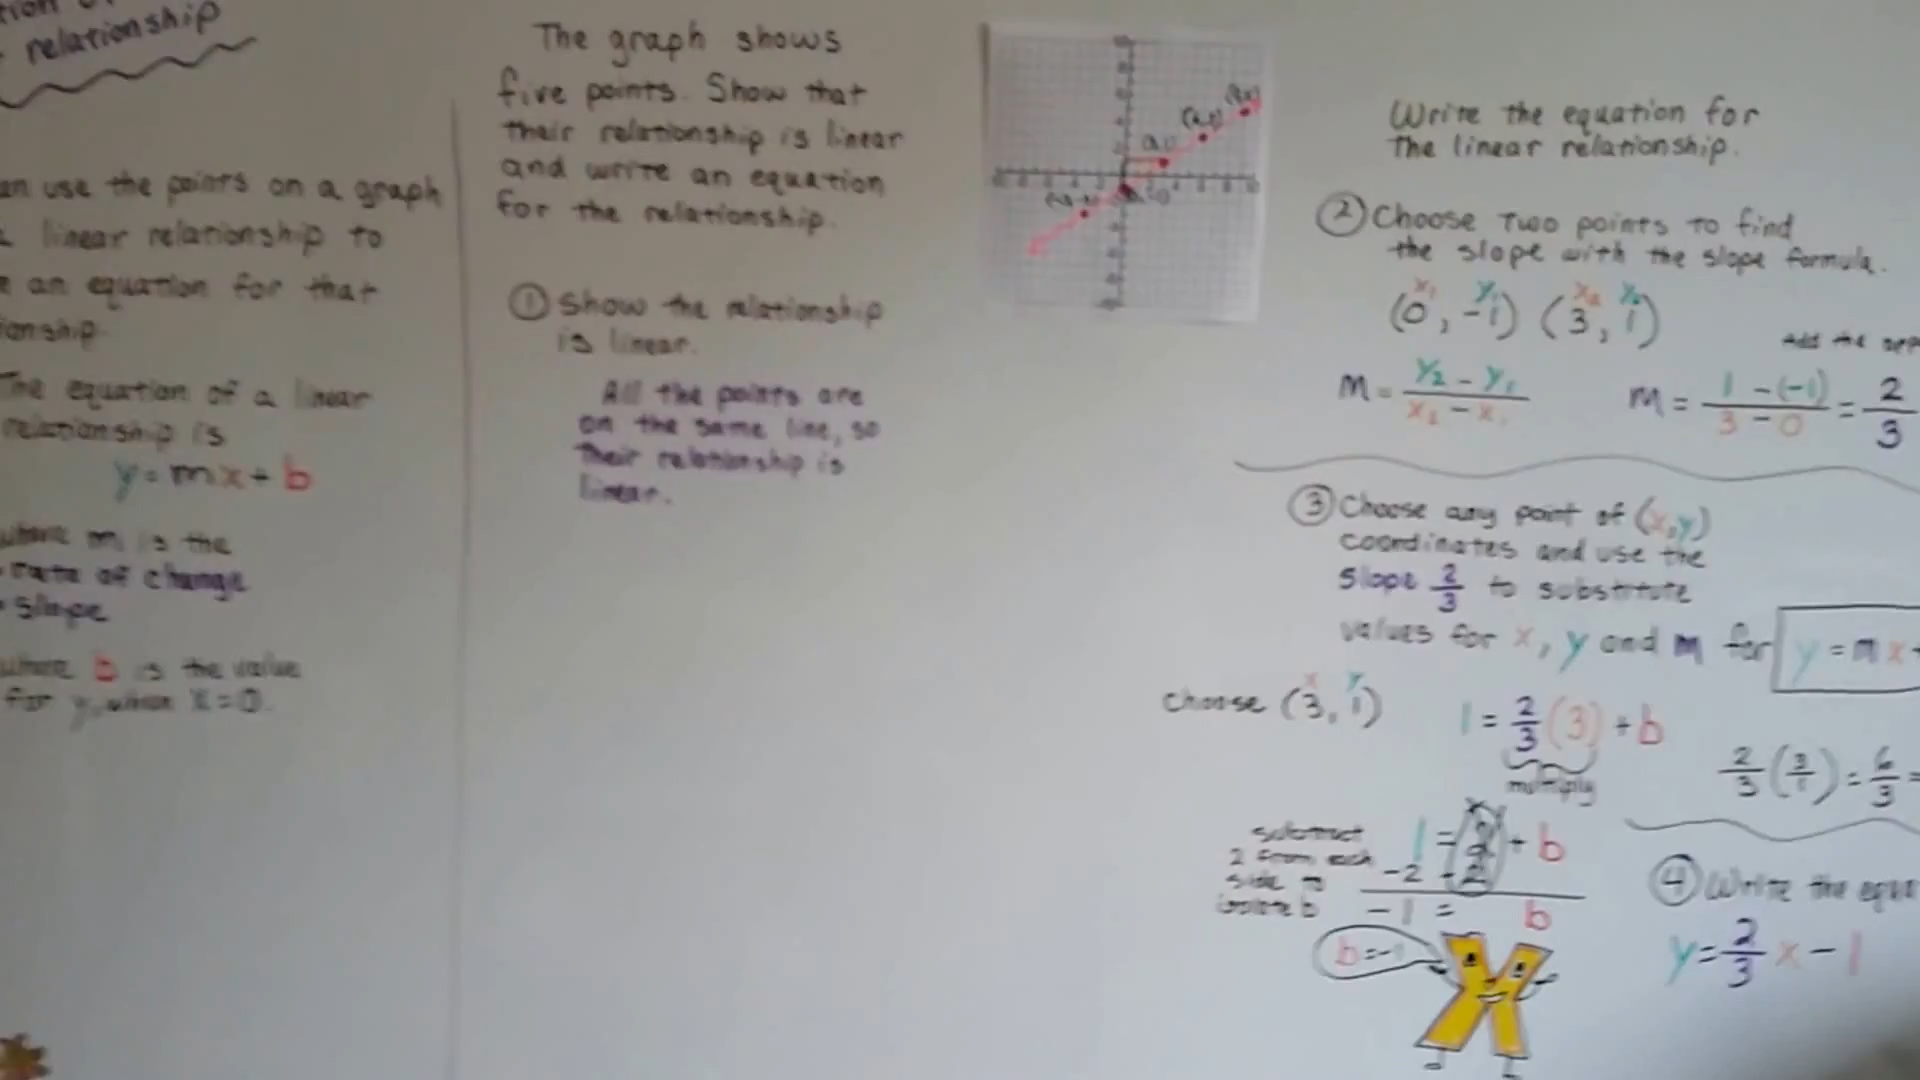 relationship
an use the points on a graph
linear relationship to
an equation for that
ionship.
The equation of a linear
relationship is
y = mx + b
where m is the
rate of change
slope
where b is the value
for y, when x = 0.
The graph shows
five points. Show that
their relationship is linear
and write an equation
for the relationship.
① Show the relationship
is linear.
All the points are
on the same line, so
their relationship is
linear.
Write the equation for
the linear relationship.
② Choose two points to find
the slope with the slope formula.
x₁ y₁ x₂ y₂
(0, -1) (3, 1)
Add the opp
m = y₂ - y₁ / x₂ - x₁
m = 1 - (-1) / 3 - 0 = 2/3
③ Choose any point of (x, y)
coordinates and use the
slope 2/3 to substitute
values for x, y and m for y = mx +
x y
Choose (3, 1)
1 = 2/3 (3) + b
multiply
2/3 (3/1) = 6/3 =
subtract
2 from each
side to
isolate b
1 = 2 + b
-2 -2
-1 = b
b = -1
④ Write the equa
y = 2/3 x - 1